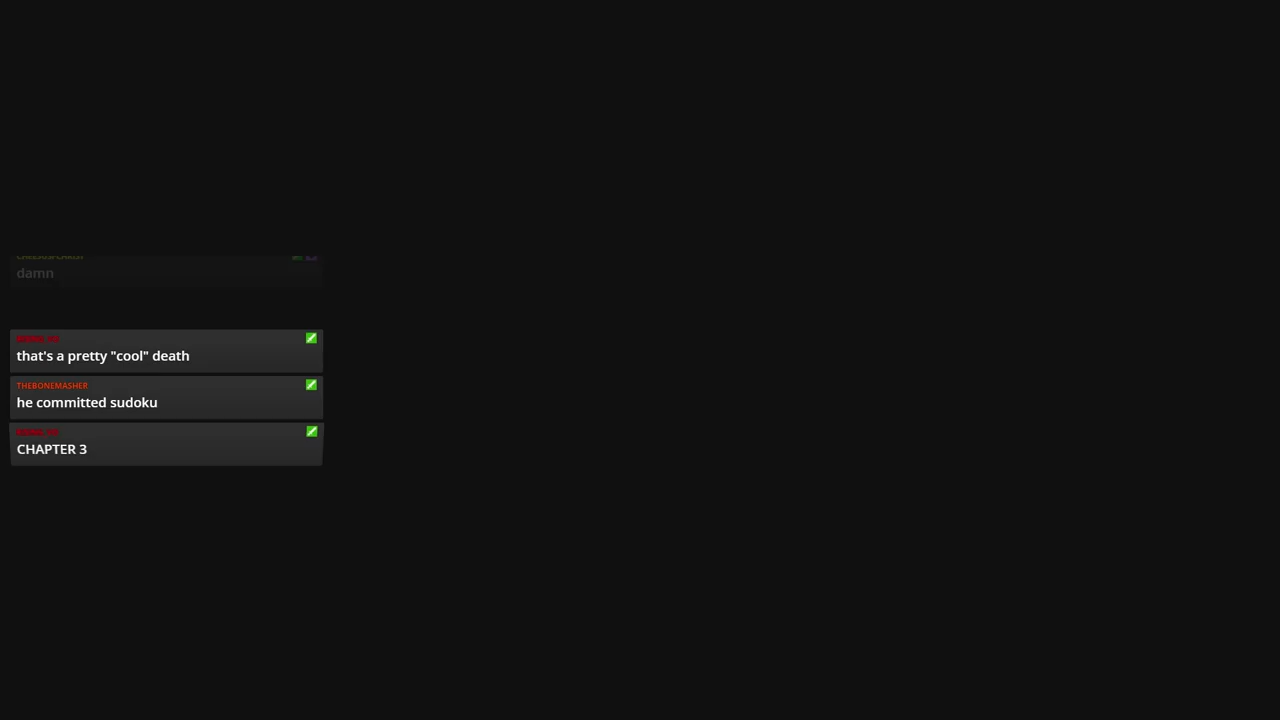 damn
that's a pretty "cool" death
THEBONEMASHER
he committed sudoku
CHAPTER 3